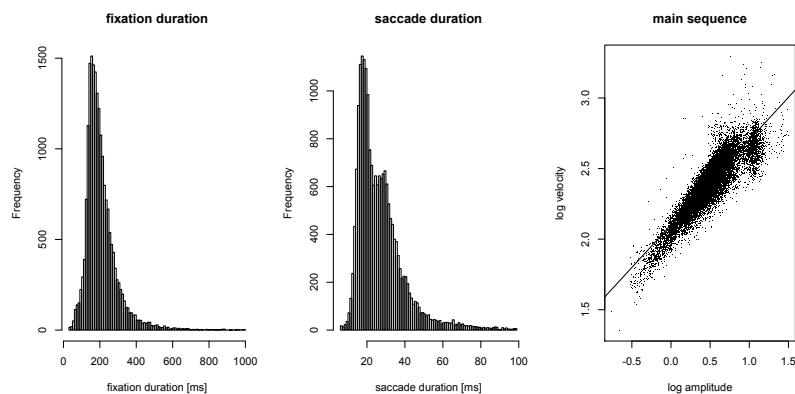 fixation duration
Frequency
0 500 1000 1500
0 200 400 600 800 1000
fixation duration [ms]
saccade duration
Frequency
0 200 400 600 800 1000
20 40 60 80 100
saccade duration [ms]
main sequence
log velocity
1.5 2.0 2.5 3.0
-0.5 0.0 0.5 1.0 1.5
log amplitude